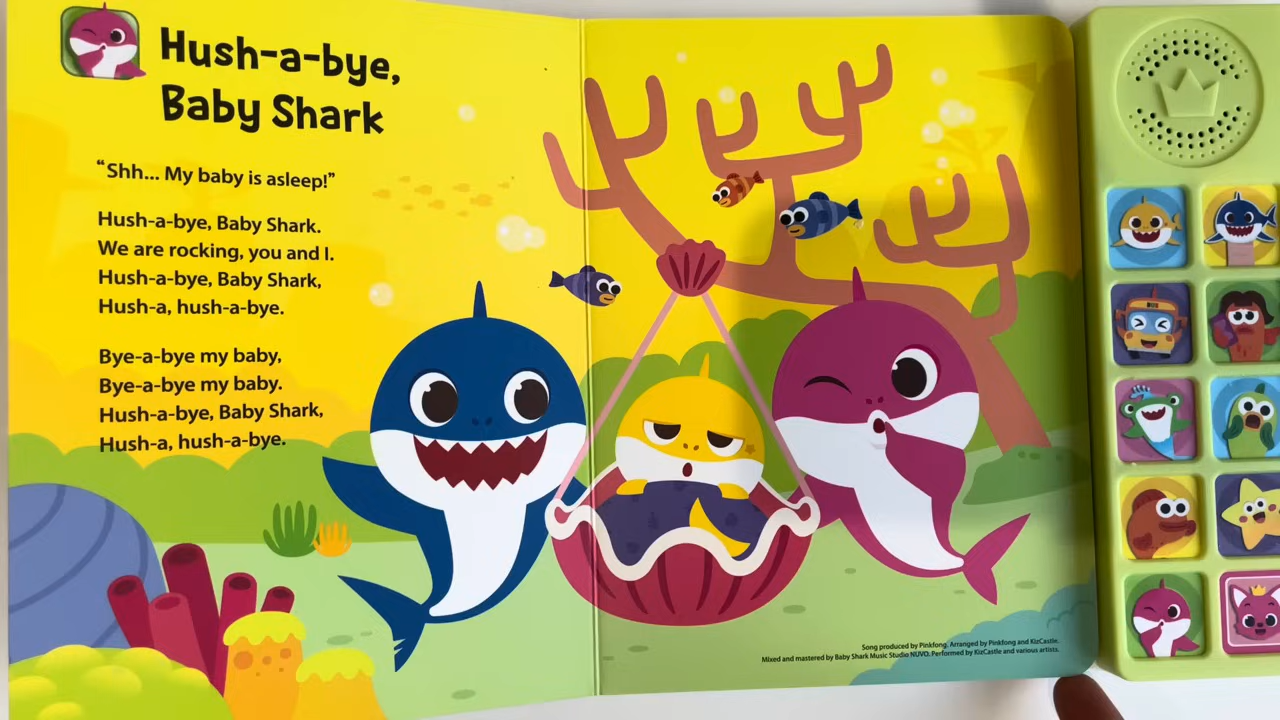 Hush-a-bye,
Baby Shark
“Shh... My baby is asleep!”
Hush-a-bye, Baby Shark.
We are rocking, you and I.
Hush-a-bye, Baby Shark,
Hush-a, hush-a-bye.
Bye-a-bye my baby,
Bye-a-bye my baby.
Hush-a-bye, Baby Shark,
Hush-a, hush-a-bye.
Song produced by Pinkfong. Arranged by Pinkfong and KizCastle.
Mixed and mastered by Baby Shark Music Studio NUVO. Performed by KizCastle and various artists.